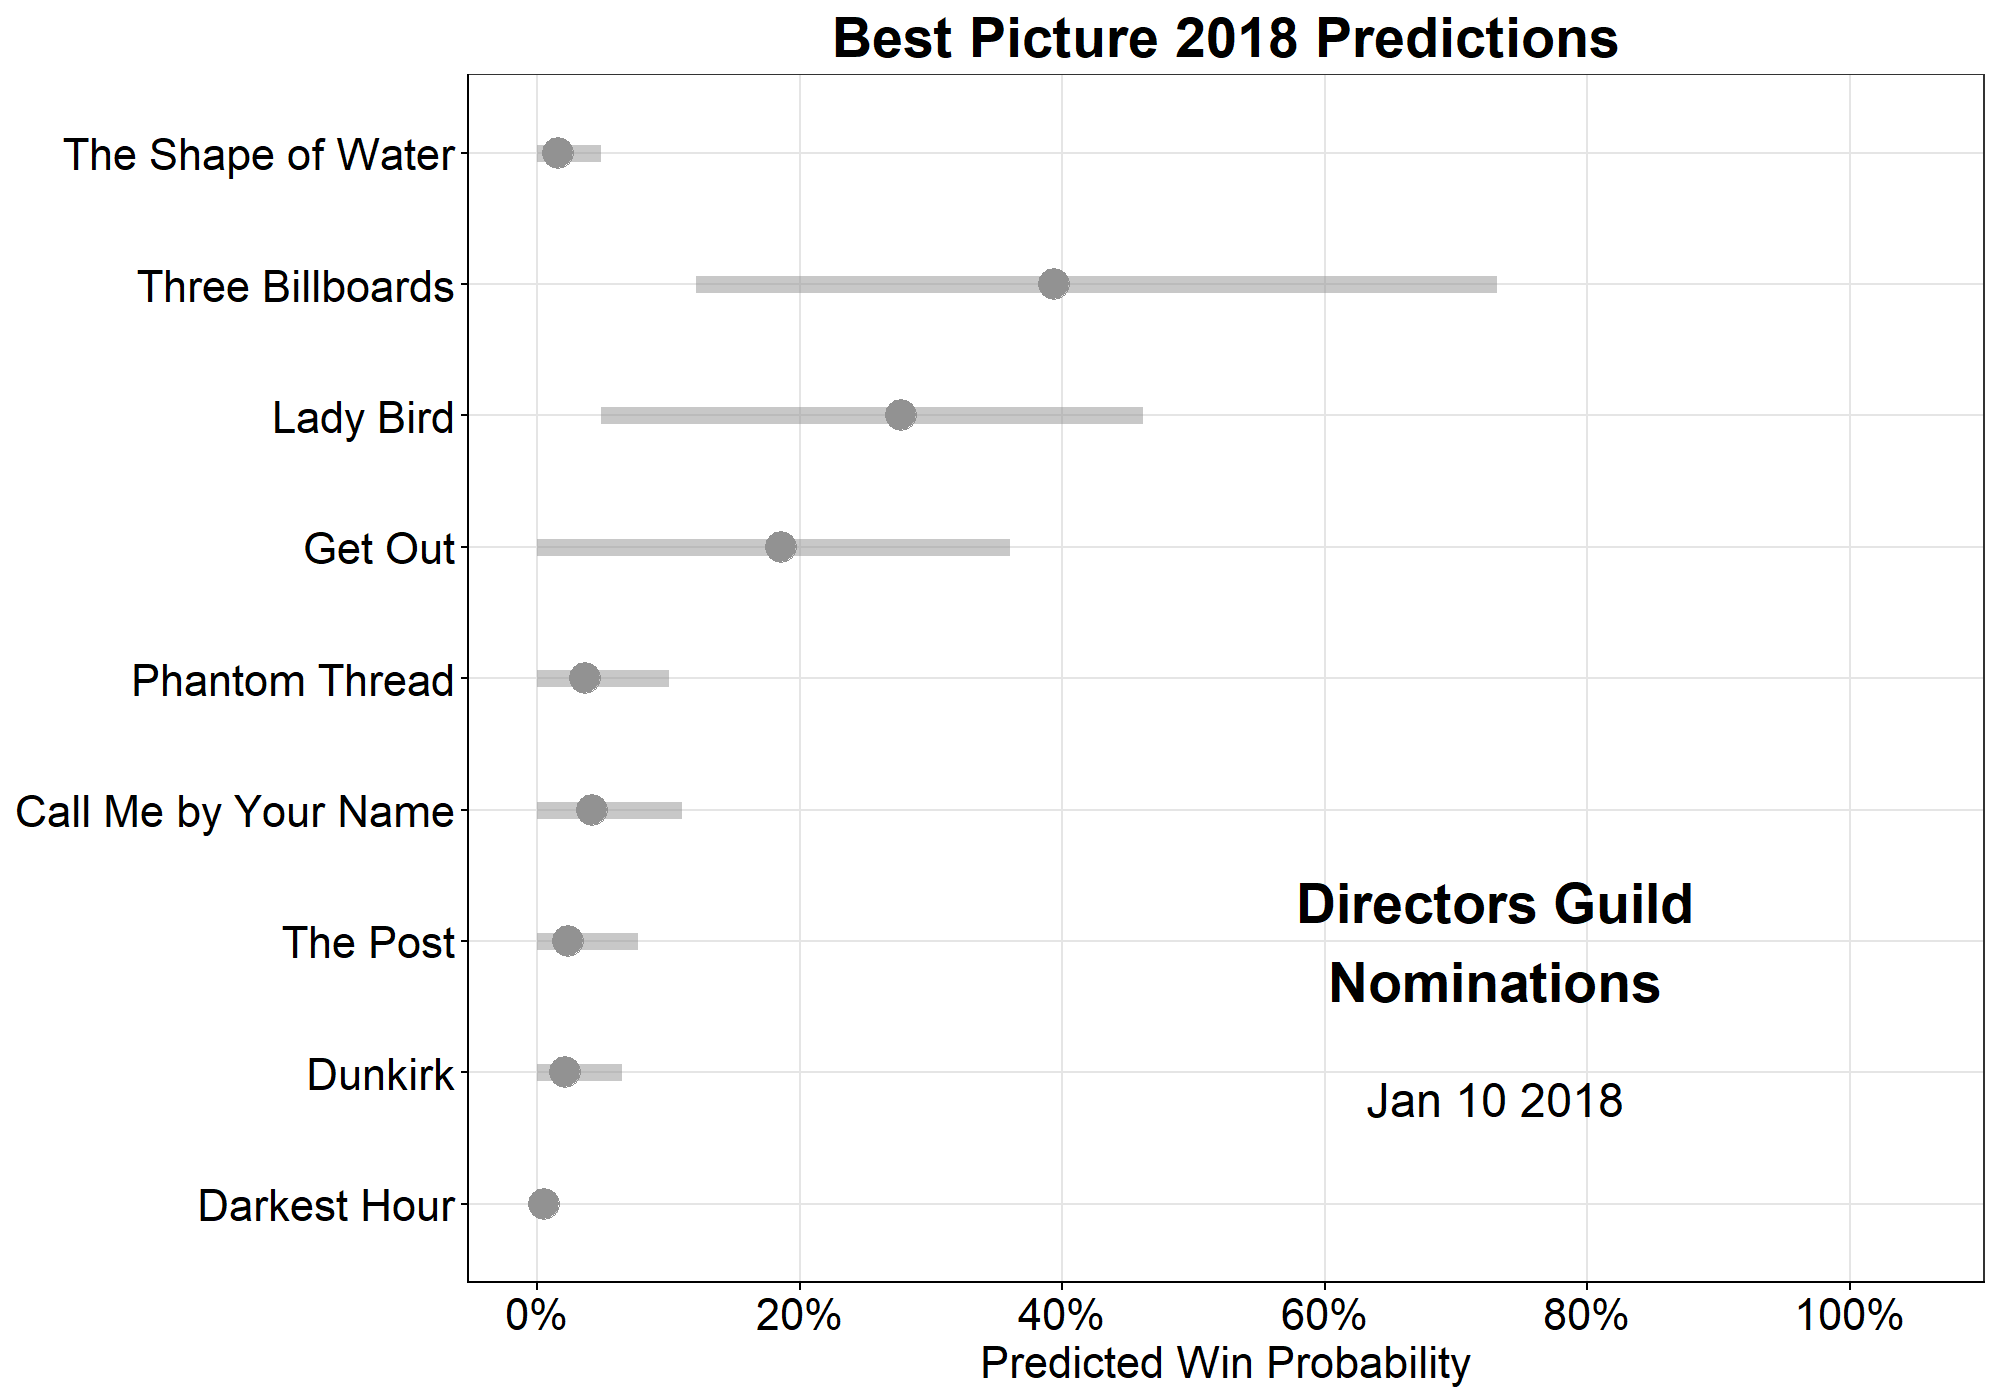 Best Picture 2018 Predictions
The Shape of Water
Three Billboards
Lady Bird
Get Out
Phantom Thread
Call Me by Your Name
The Post
Dunkirk
Darkest Hour
Directors Guild
Nominations
Jan 10 2018
0% 20% 40% 60% 80% 100%
Predicted Win Probability